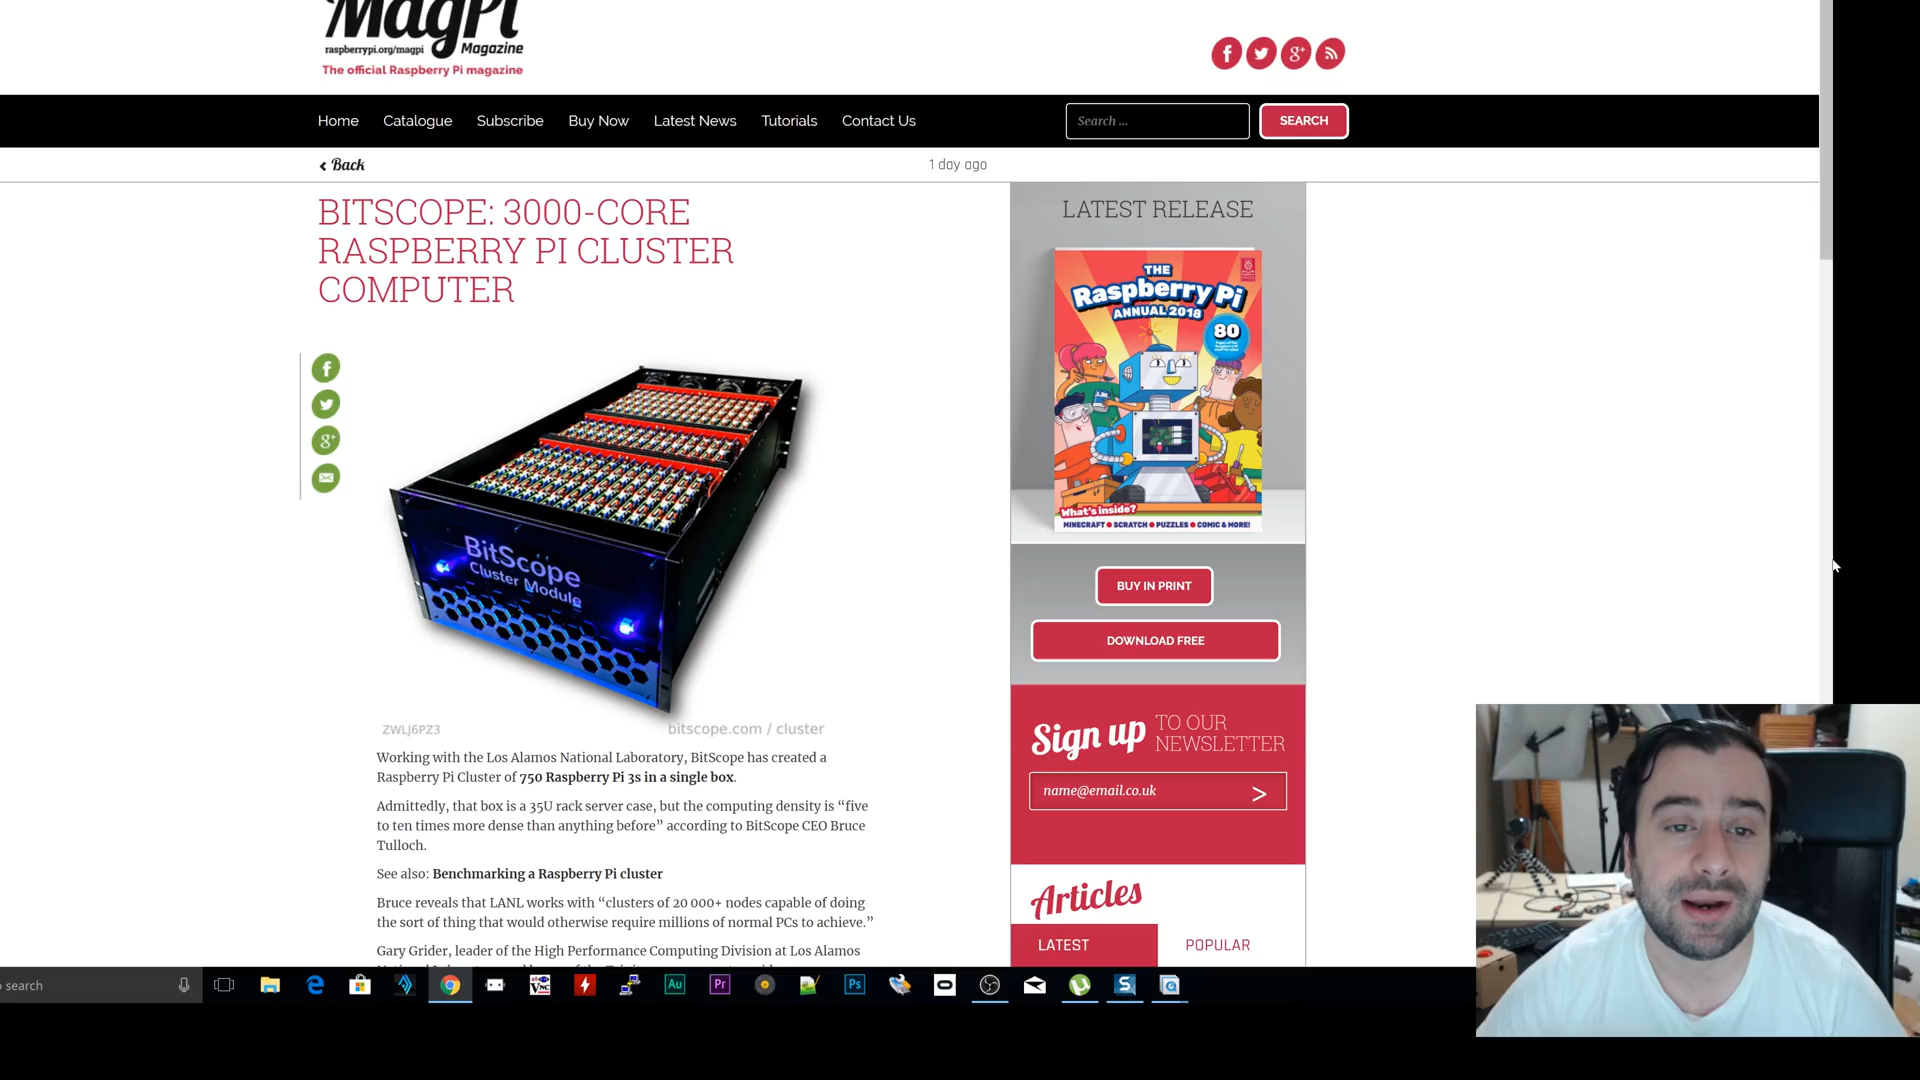 MagPi
raspberrypi.org/magpi Magazine
The official Raspberry Pi magazine
Home Catalogue Subscribe Buy Now Latest News Tutorials Contact Us
Search ... SEARCH
Back
1 day ago
BITSCOPE: 3000-CORE
RASPBERRY PI CLUSTER
COMPUTER
BitScope
Cluster Module
ZWLJ6PZ3 bitscope.com / cluster
Working with the Los Alamos National Laboratory, BitScope has created a
Raspberry Pi Cluster of 750 Raspberry Pi 3s in a single box.
Admittedly, that box is a 35U rack server case, but the computing density is “five
to ten times more dense than anything before” according to BitScope CEO Bruce
Tulloch.
See also: Benchmarking a Raspberry Pi cluster
Bruce reveals that LANL works with “clusters of 20 000+ nodes capable of doing
the sort of thing that would otherwise require millions of normal PCs to achieve.”
Gary Grider, leader of the High Performance Computing Division at Los Alamos
LATEST RELEASE
THE
Raspberry Pi
ANNUAL 2018
80
What's inside?
MINECRAFT SCRATCH PUZZLES COMIC & MORE!
BUY IN PRINT
DOWNLOAD FREE
Sign up TO OUR
NEWSLETTER
name@email.co.uk >
Articles
LATEST POPULAR
search
Au
Pr
Ps